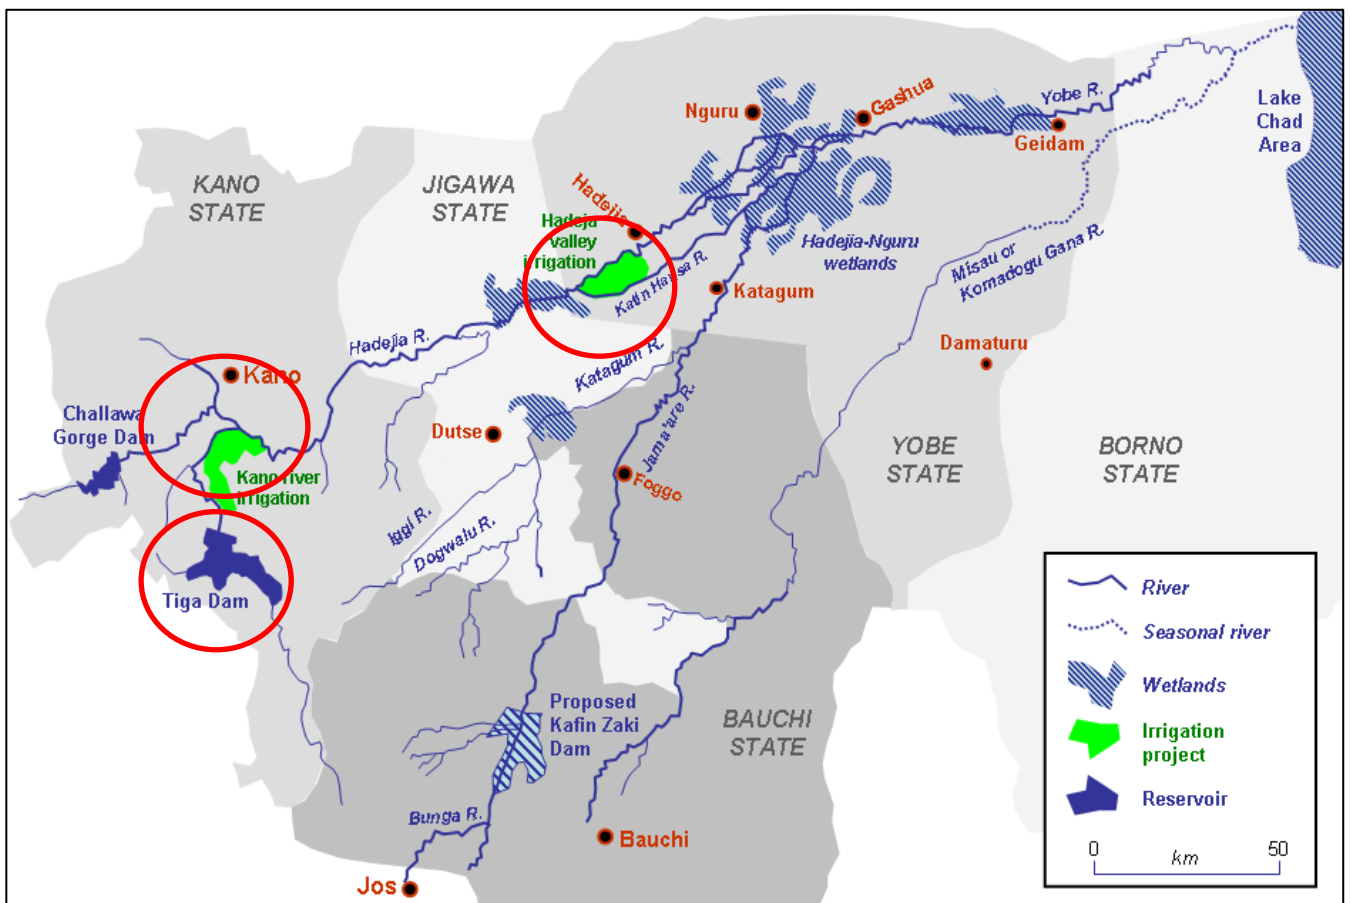 Nguru
Gashua
Yobe R.
Geidam
Lake
Chad
Area
KANO
STATE
JIGAWA
STATE
Hadejia
Hadeja
valley
irrigation
Hadejia-Nguru
wetlands
Misau or
Komadogu Gana R.
Kafin Hausa R.
Katagum
Hadejia R.
Katagum R.
Damaturu
Kano
Challawa
Gorge Dam
Dutse
Jama'are R.
YOBE
STATE
BORNO
STATE
Kano river
irrigation
Foggo
Iggi R.
Dogwalu R.
Tiga Dam
River
Seasonal river
Wetlands
Irrigation
project
Reservoir
0 50
km
Proposed
Kafin Zaki
Dam
BAUCHI
STATE
Bunga R.
Bauchi
Jos